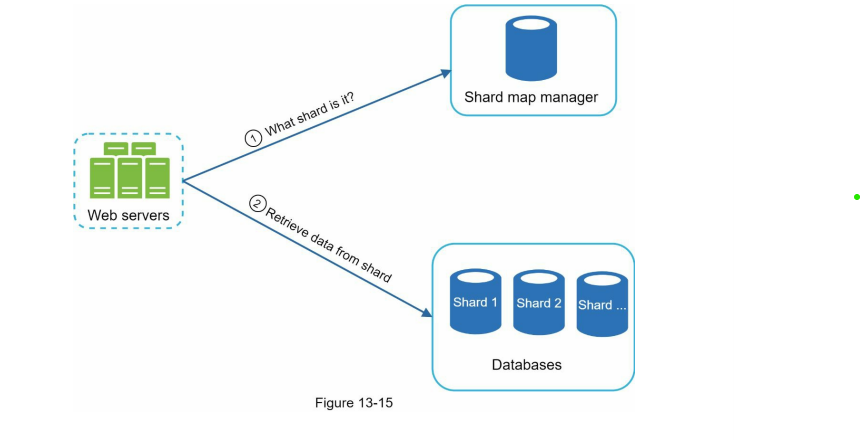 Shard map manager
① What shard is it?
Web servers
② Retrieve data from shard
Shard 1
Shard 2
Shard ...
Databases
Figure 13-15